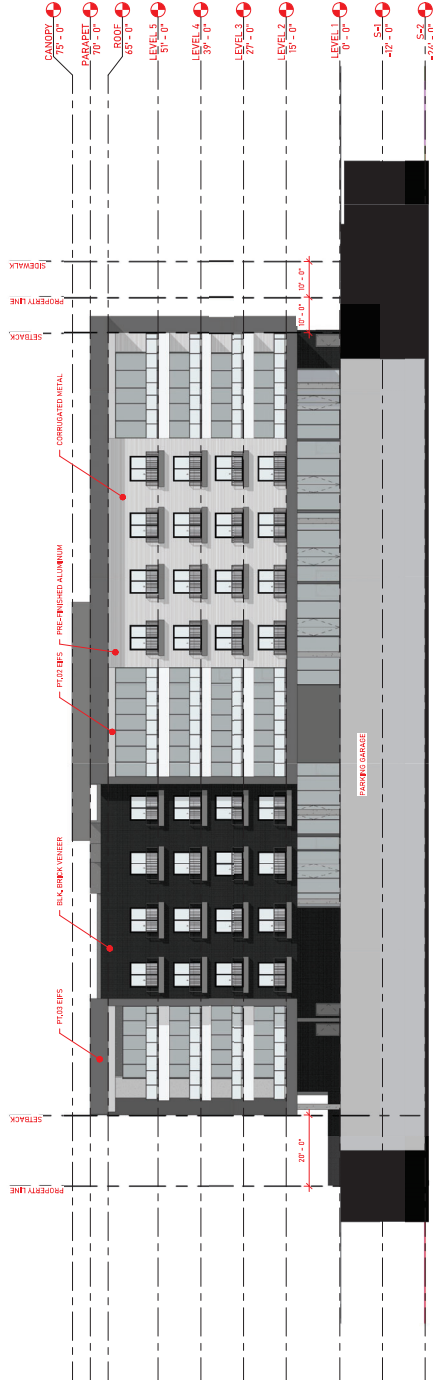 CANOPY
75' - 0"
PARAPET
70' - 0"
ROOF
65' - 0"
LEVEL 5
51' - 0"
LEVEL 4
39' - 0"
LEVEL 3
27' - 0"
LEVEL 2
15' - 0"
LEVEL 1
0' - 0"
S-1
-12' - 0"
S-2
-24' - 0"
SIDEWALK
PROPERTY LINE
SETBACK
10' - 0"
10' - 0"
CORRUGATED METAL
PRE-FINISHED ALUMINUM
PT.02 EIFS
BLK. BRICK VENEER
PT.03 EIFS
PARKING GARAGE
SETBACK
PROPERTY LINE
20' - 0"